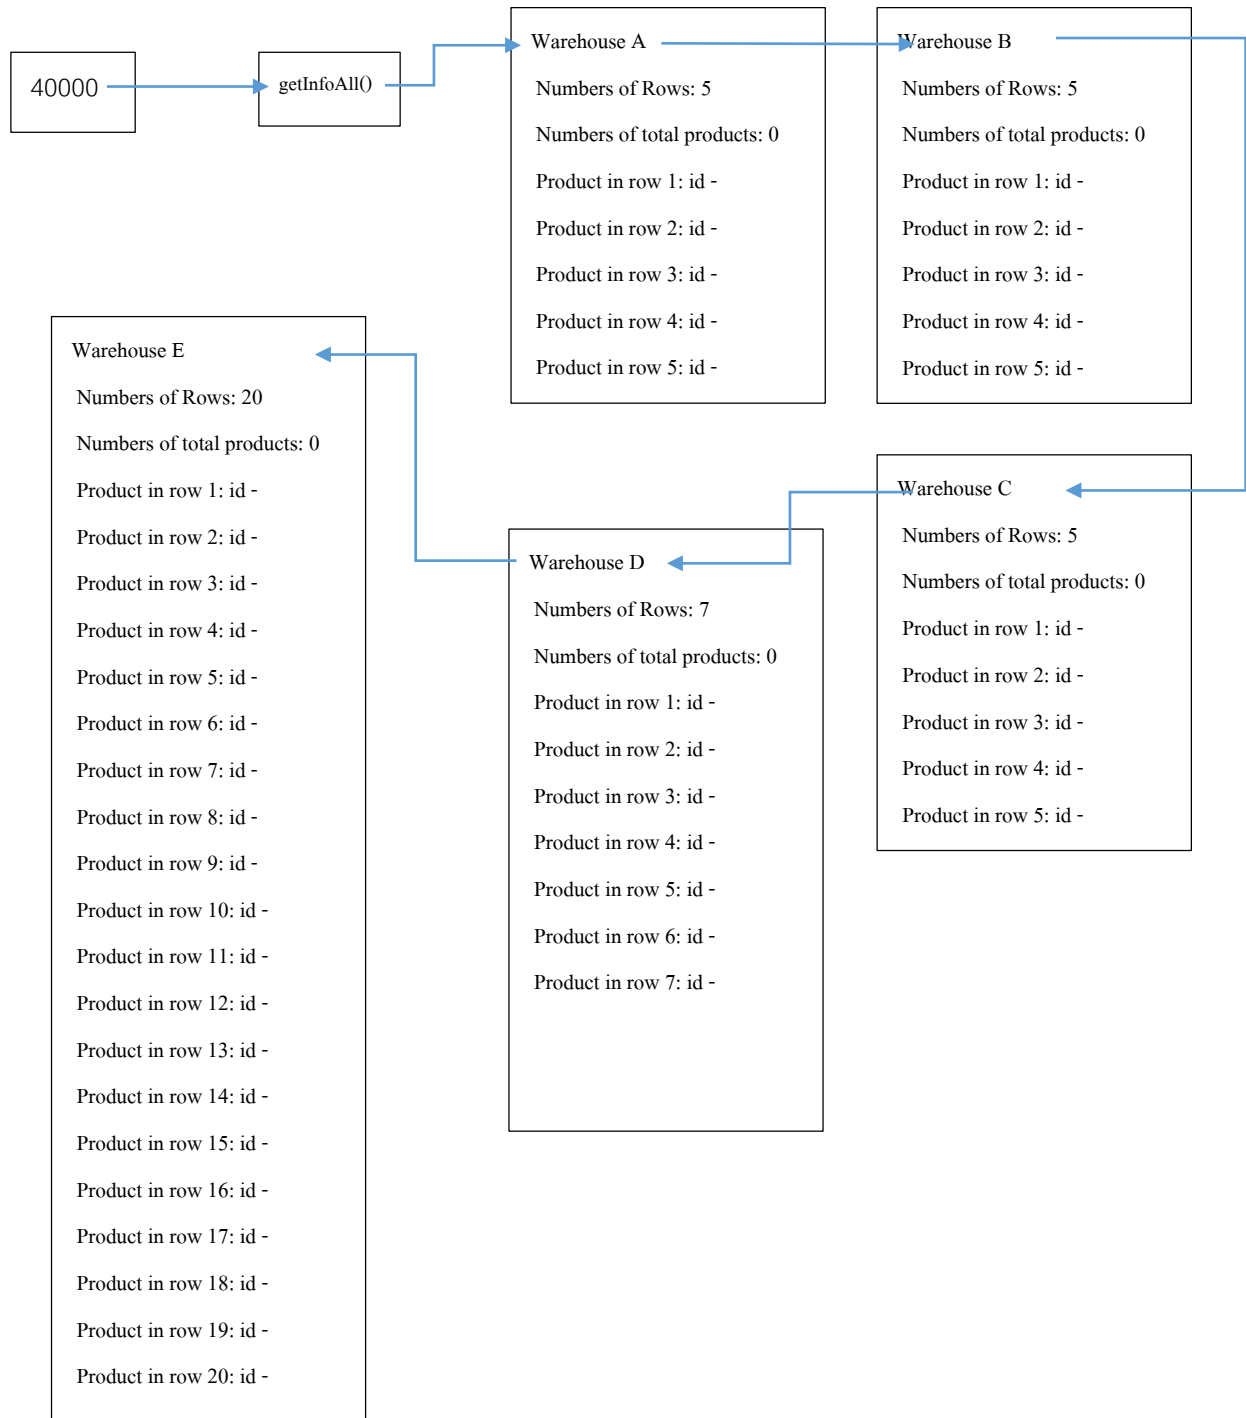 40000
getInfoAll()
Warehouse A
Numbers of Rows: 5
Numbers of total products: 0
Product in row 1: id -
Product in row 2: id -
Product in row 3: id -
Product in row 4: id -
Product in row 5: id -
Warehouse B
Numbers of Rows: 5
Numbers of total products: 0
Product in row 1: id -
Product in row 2: id -
Product in row 3: id -
Product in row 4: id -
Product in row 5: id -
Warehouse C
Numbers of Rows: 5
Numbers of total products: 0
Product in row 1: id -
Product in row 2: id -
Product in row 3: id -
Product in row 4: id -
Product in row 5: id -
Warehouse D
Numbers of Rows: 7
Numbers of total products: 0
Product in row 1: id -
Product in row 2: id -
Product in row 3: id -
Product in row 4: id -
Product in row 5: id -
Product in row 6: id -
Product in row 7: id -
Warehouse E
Numbers of Rows: 20
Numbers of total products: 0
Product in row 1: id -
Product in row 2: id -
Product in row 3: id -
Product in row 4: id -
Product in row 5: id -
Product in row 6: id -
Product in row 7: id -
Product in row 8: id -
Product in row 9: id -
Product in row 10: id -
Product in row 11: id -
Product in row 12: id -
Product in row 13: id -
Product in row 14: id -
Product in row 15: id -
Product in row 16: id -
Product in row 17: id -
Product in row 18: id -
Product in row 19: id -
Product in row 20: id -